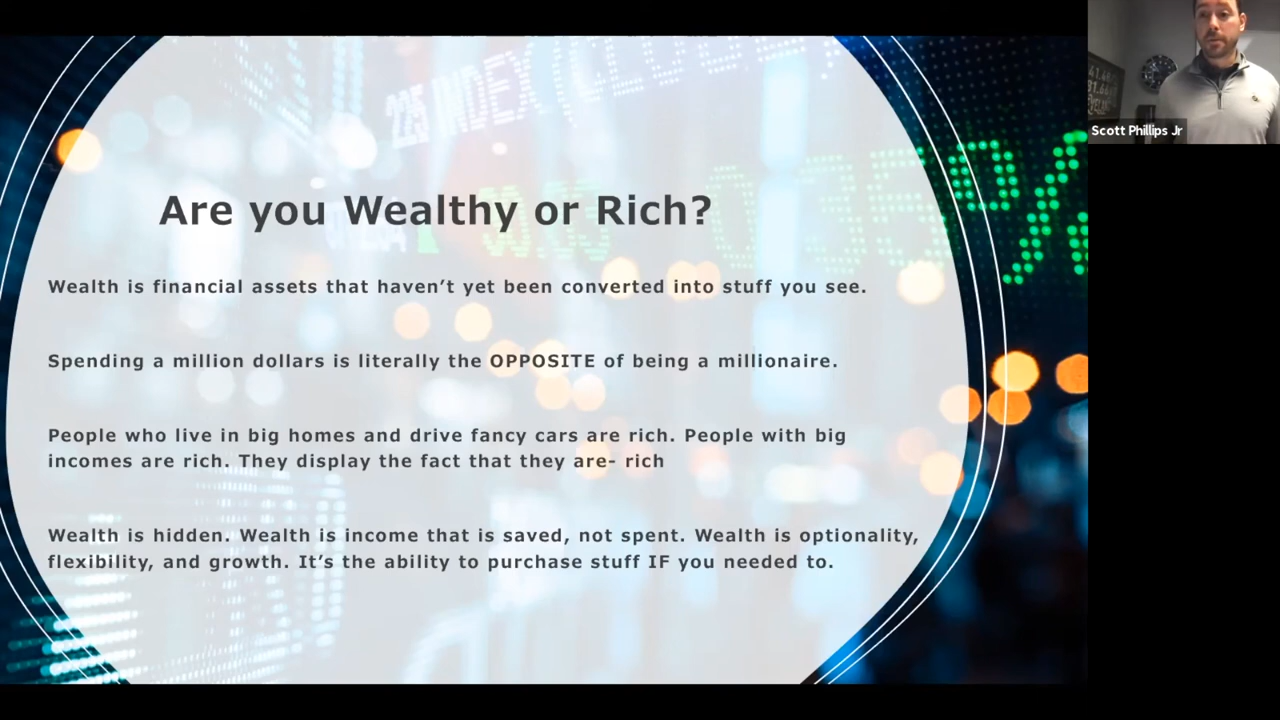 225 INDEX
Are you Wealthy or Rich?
0.35%
Wealth is financial assets that haven’t yet been converted into stuff you see.
Spending a million dollars is literally the OPPOSITE of being a millionaire.
People who live in big homes and drive fancy cars are rich. People with big
incomes are rich. They display the fact that they are- rich
Wealth is hidden. Wealth is income that is saved, not spent. Wealth is optionality,
flexibility, and growth. It’s the ability to purchase stuff IF you needed to.
Scott Phillips Jr